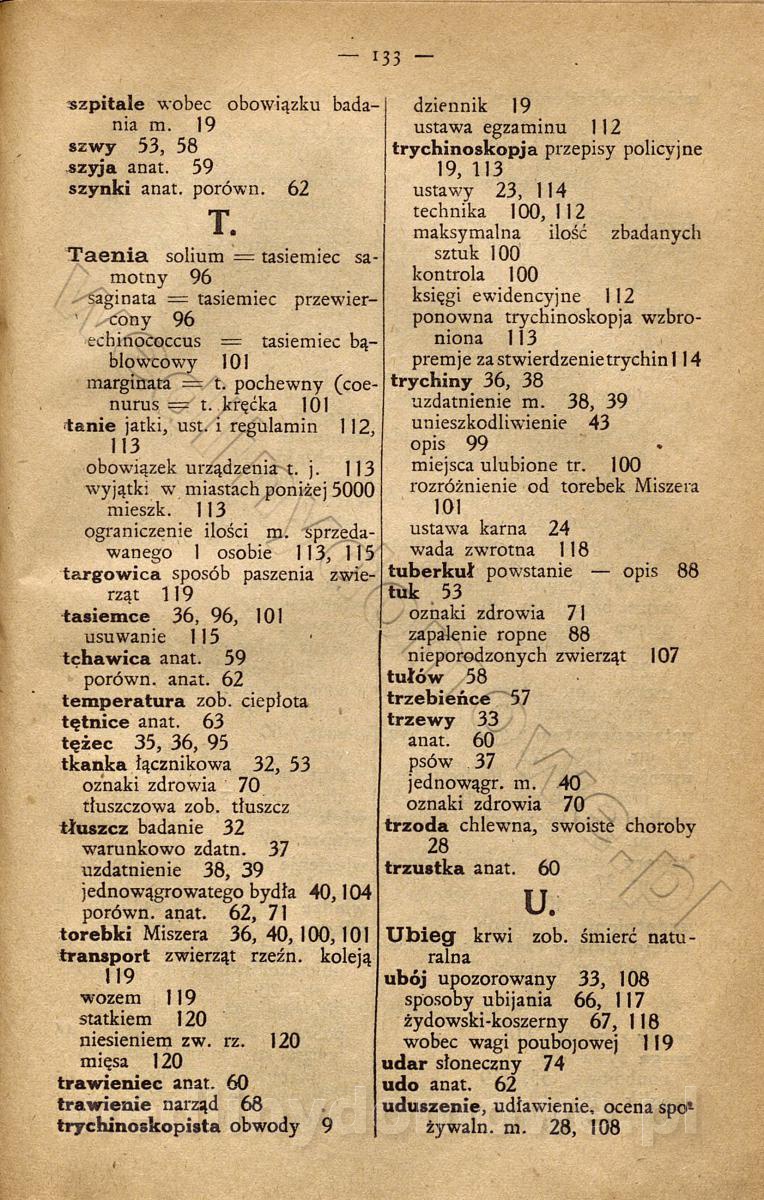 — 133 —
szpitale wobec obowiązku bada-
nia m. 19
szwy 53, 58
szyja anat. 59
szynki anat. porówn. 62
T.
Taenia solium = tasiemiec sa-
motny 96
saginata = tasiemiec przewier-
cony 96
echinococcus = tasiemiec bą-
blowcowy 101
marginata = t. pochewny (coe-
nurus = t. kręćka 101
tanie jatki, ust. i regulamin 112,
113
obowiązek urządzenia t. j. 113
wyjątki w miastach poniżej 5000
mieszk. 113
ograniczenie ilości m. sprzeda-
wanego 1 osobie 113, 115
targowica sposób paszenia zwie-
rząt 119
tasiemce 36, 96, 101
usuwanie 115
tchawica anat. 59
porówn. anat. 62
temperatura zob. ciepłota
tętnice anat. 63
tężec 35, 36, 95
tkanka łącznikowa 32, 53
oznaki zdrowia 70
tłuszczowa zob. tłuszcz
tłuszcz badanie 32
warunkowo zdatn. 37
uzdatnienie 38, 39
jednowągrowatego bydła 40, 104
porówn. anat. 62, 71
torebki Miszera 36, 40, 100, 101
transport zwierząt rzeźn. koleją
119
wozem 119
statkiem 120
niesieniem zw. rz. 120
mięsa 120
trawieniec anat. 60
trawienie narząd 68
trychinoskopista obwody 9
dziennik 19
ustawa egzaminu 112
trychinoskopja przepisy policyjne
19, 113
ustawy 23, 114
technika 100, 112
maksymalna ilość zbadanych
sztuk 100
kontrola 100
księgi ewidencyjne 112
ponowna trychinoskopja wzbro-
niona 113
premje za stwierdzenie trychin 114
trychiny 36, 38
uzdatnienie m. 38, 39
unieszkodliwienie 43
opis 99
miejsca ulubione tr. 100
rozróżnienie od torebek Miszera
101
ustawa karna 24
wada zwrotna 118
tuberkuł powstanie — opis 88
tuk 53
oznaki zdrowia 71
zapalenie ropne 88
nieporodzonych zwierząt 107
tułów 58
trzebieńce 57
trzewy 33
anat. 60
psów 37
jednowągr. m. 40
oznaki zdrowia 70
trzoda chlewna, swoiste choroby
28
trzustka anat. 60
U.
Ubieg krwi zob. śmierć natu-
ralna
ubój upozorowany 33, 108
sposoby ubijania 66, 117
żydowski-koszerny 67, 118
wobec wagi poubojowej 119
udar słoneczny 74
udo anat. 62
uduszenie, udławienie, ocena spo-
żywaln. m. 28, 108